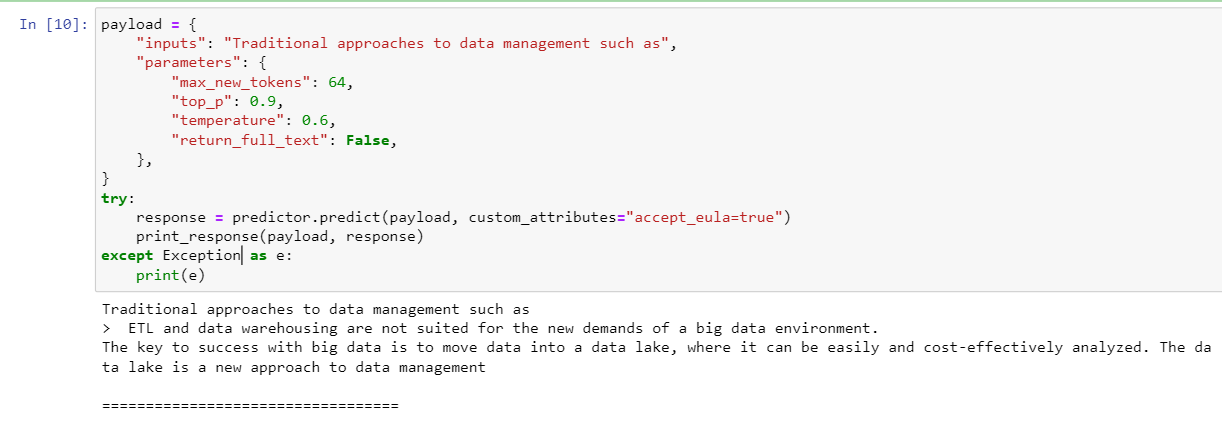 In [10]: payload = {
    "inputs": "Traditional approaches to data management such as",
    "parameters": {
        "max_new_tokens": 64,
        "top_p": 0.9,
        "temperature": 0.6,
        "return_full_text": False,
    },
}
try:
    response = predictor.predict(payload, custom_attributes="accept_eula=true")
    print_response(payload, response)
except Exception as e:
    print(e)
Traditional approaches to data management such as
>  ETL and data warehousing are not suited for the new demands of a big data environment.
The key to success with big data is to move data into a data lake, where it can be easily and cost-effectively analyzed. The da
ta lake is a new approach to data management
==================================